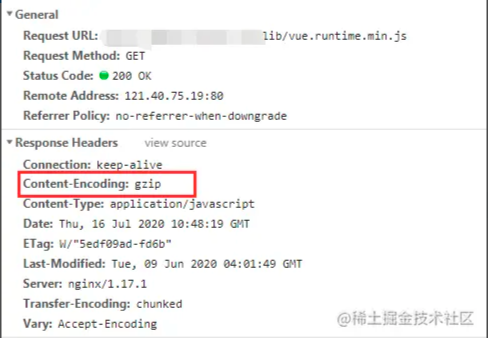 General
Request URL: lib/vue.runtime.min.js
Request Method: GET
Status Code: 200 OK
Remote Address: 121.40.75.19:80
Referrer Policy: no-referrer-when-downgrade
Response Headers view source
Connection: keep-alive
Content-Encoding: gzip
Content-Type: application/javascript
Date: Thu, 16 Jul 2020 10:48:19 GMT
ETag: W/"5edf09ad-fd6b"
Last-Modified: Tue, 09 Jun 2020 04:01:49 GMT
Server: nginx/1.17.1
Transfer-Encoding: chunked
Vary: Accept-Encoding
@稀土掘金技术社区